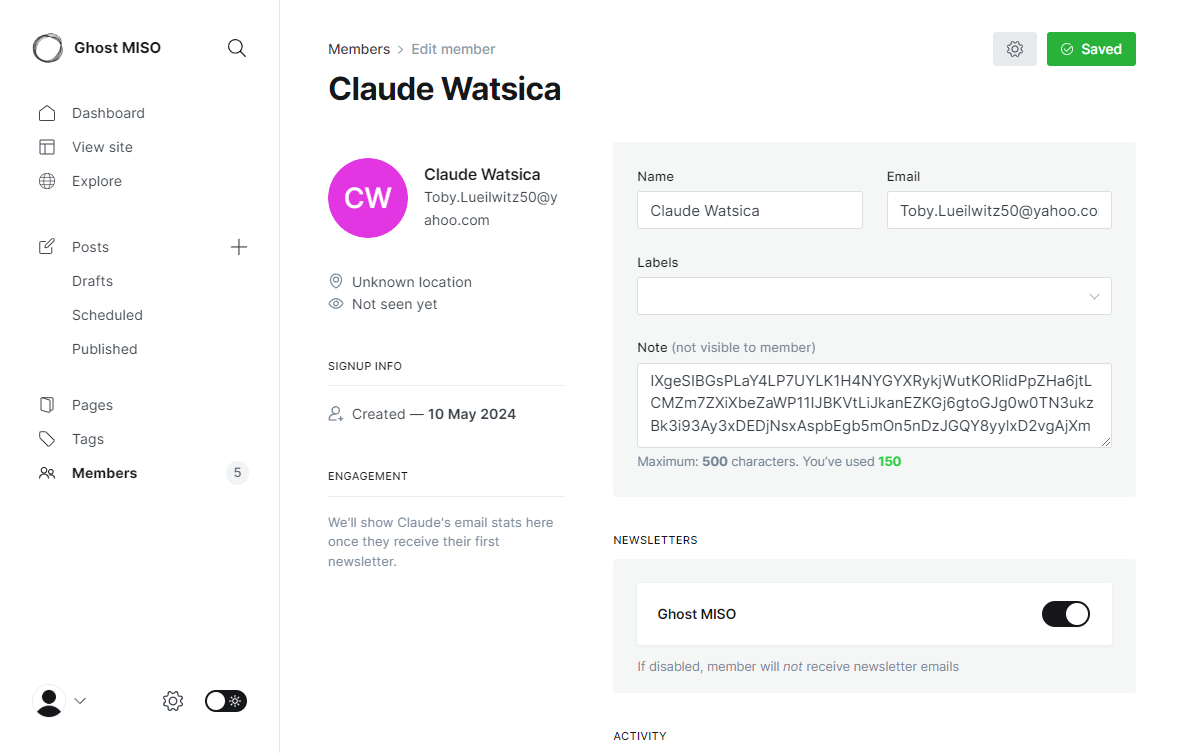 Ghost MISO
Dashboard
View site
Explore
Posts
Drafts
Scheduled
Published
Pages
Tags
Members 5
Members > Edit member
Saved
Claude Watsica
CW
Claude Watsica
Toby.Lueilwitz50@y
ahoo.com
Unknown location
Not seen yet
SIGNUP INFO
Created — 10 May 2024
ENGAGEMENT
We'll show Claude's email stats here
once they receive their first
newsletter.
Name
Claude Watsica
Email
Toby.Lueilwitz50@yahoo.co
Labels
Note (not visible to member)
IXgeSIBGsPLaY4LP7UYLK1H4NYGYXRykjWutKORlidPpZHa6jtL
CMZm7ZXiXbeZaWP11IJBKVtLiJkanEZKGj6gtoGJg0w0TN3ukz
Bk3i93Ay3xDEDjNsxAspbEgb5mOn5nDzJGQY8yyIxD2vgAjXm
Maximum: 500 characters. You've used 150
NEWSLETTERS
Ghost MISO
If disabled, member will not receive newsletter emails
ACTIVITY